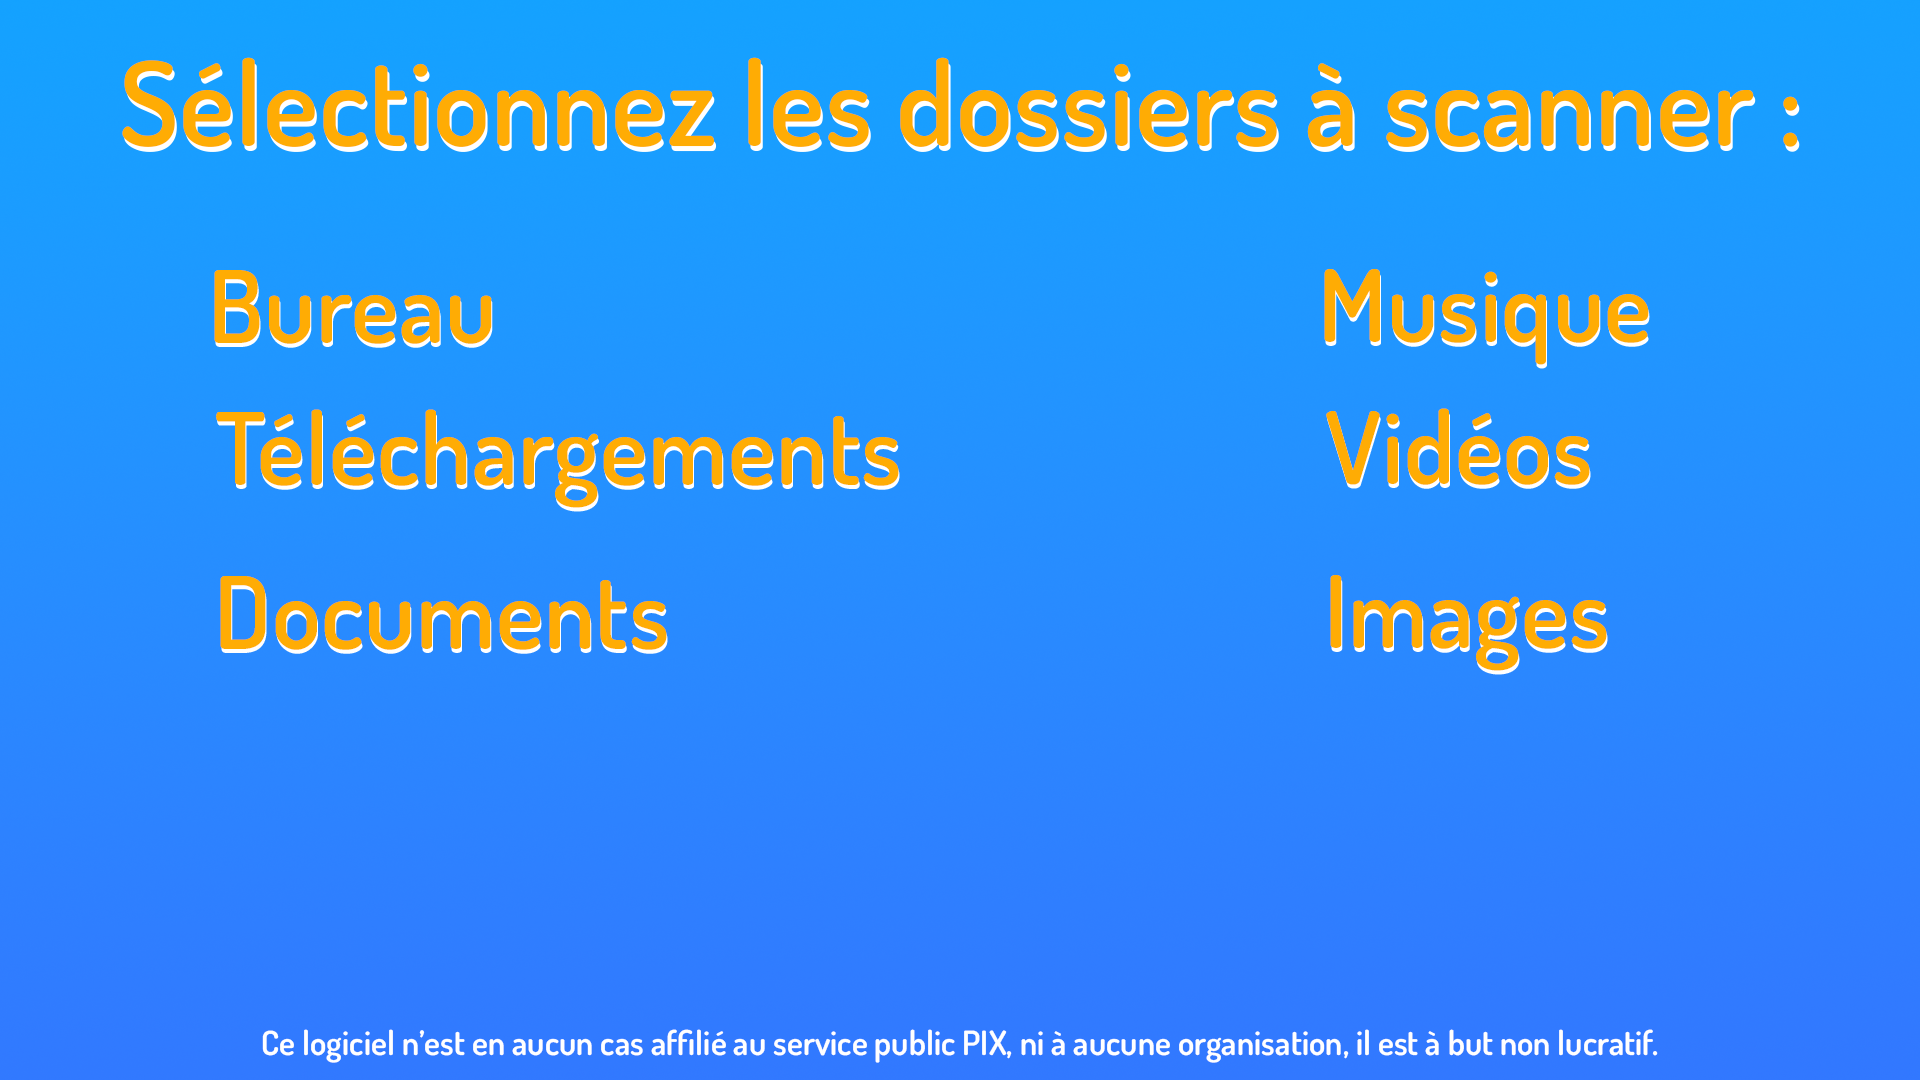 Sélectionnez les dossiers à scanner :
Bureau
Téléchargements
Documents
Musique
Vidéos
Images
Ce logiciel n'est en aucun cas affilié au service public PIX, ni à aucune organisation, il est à but non lucratif.